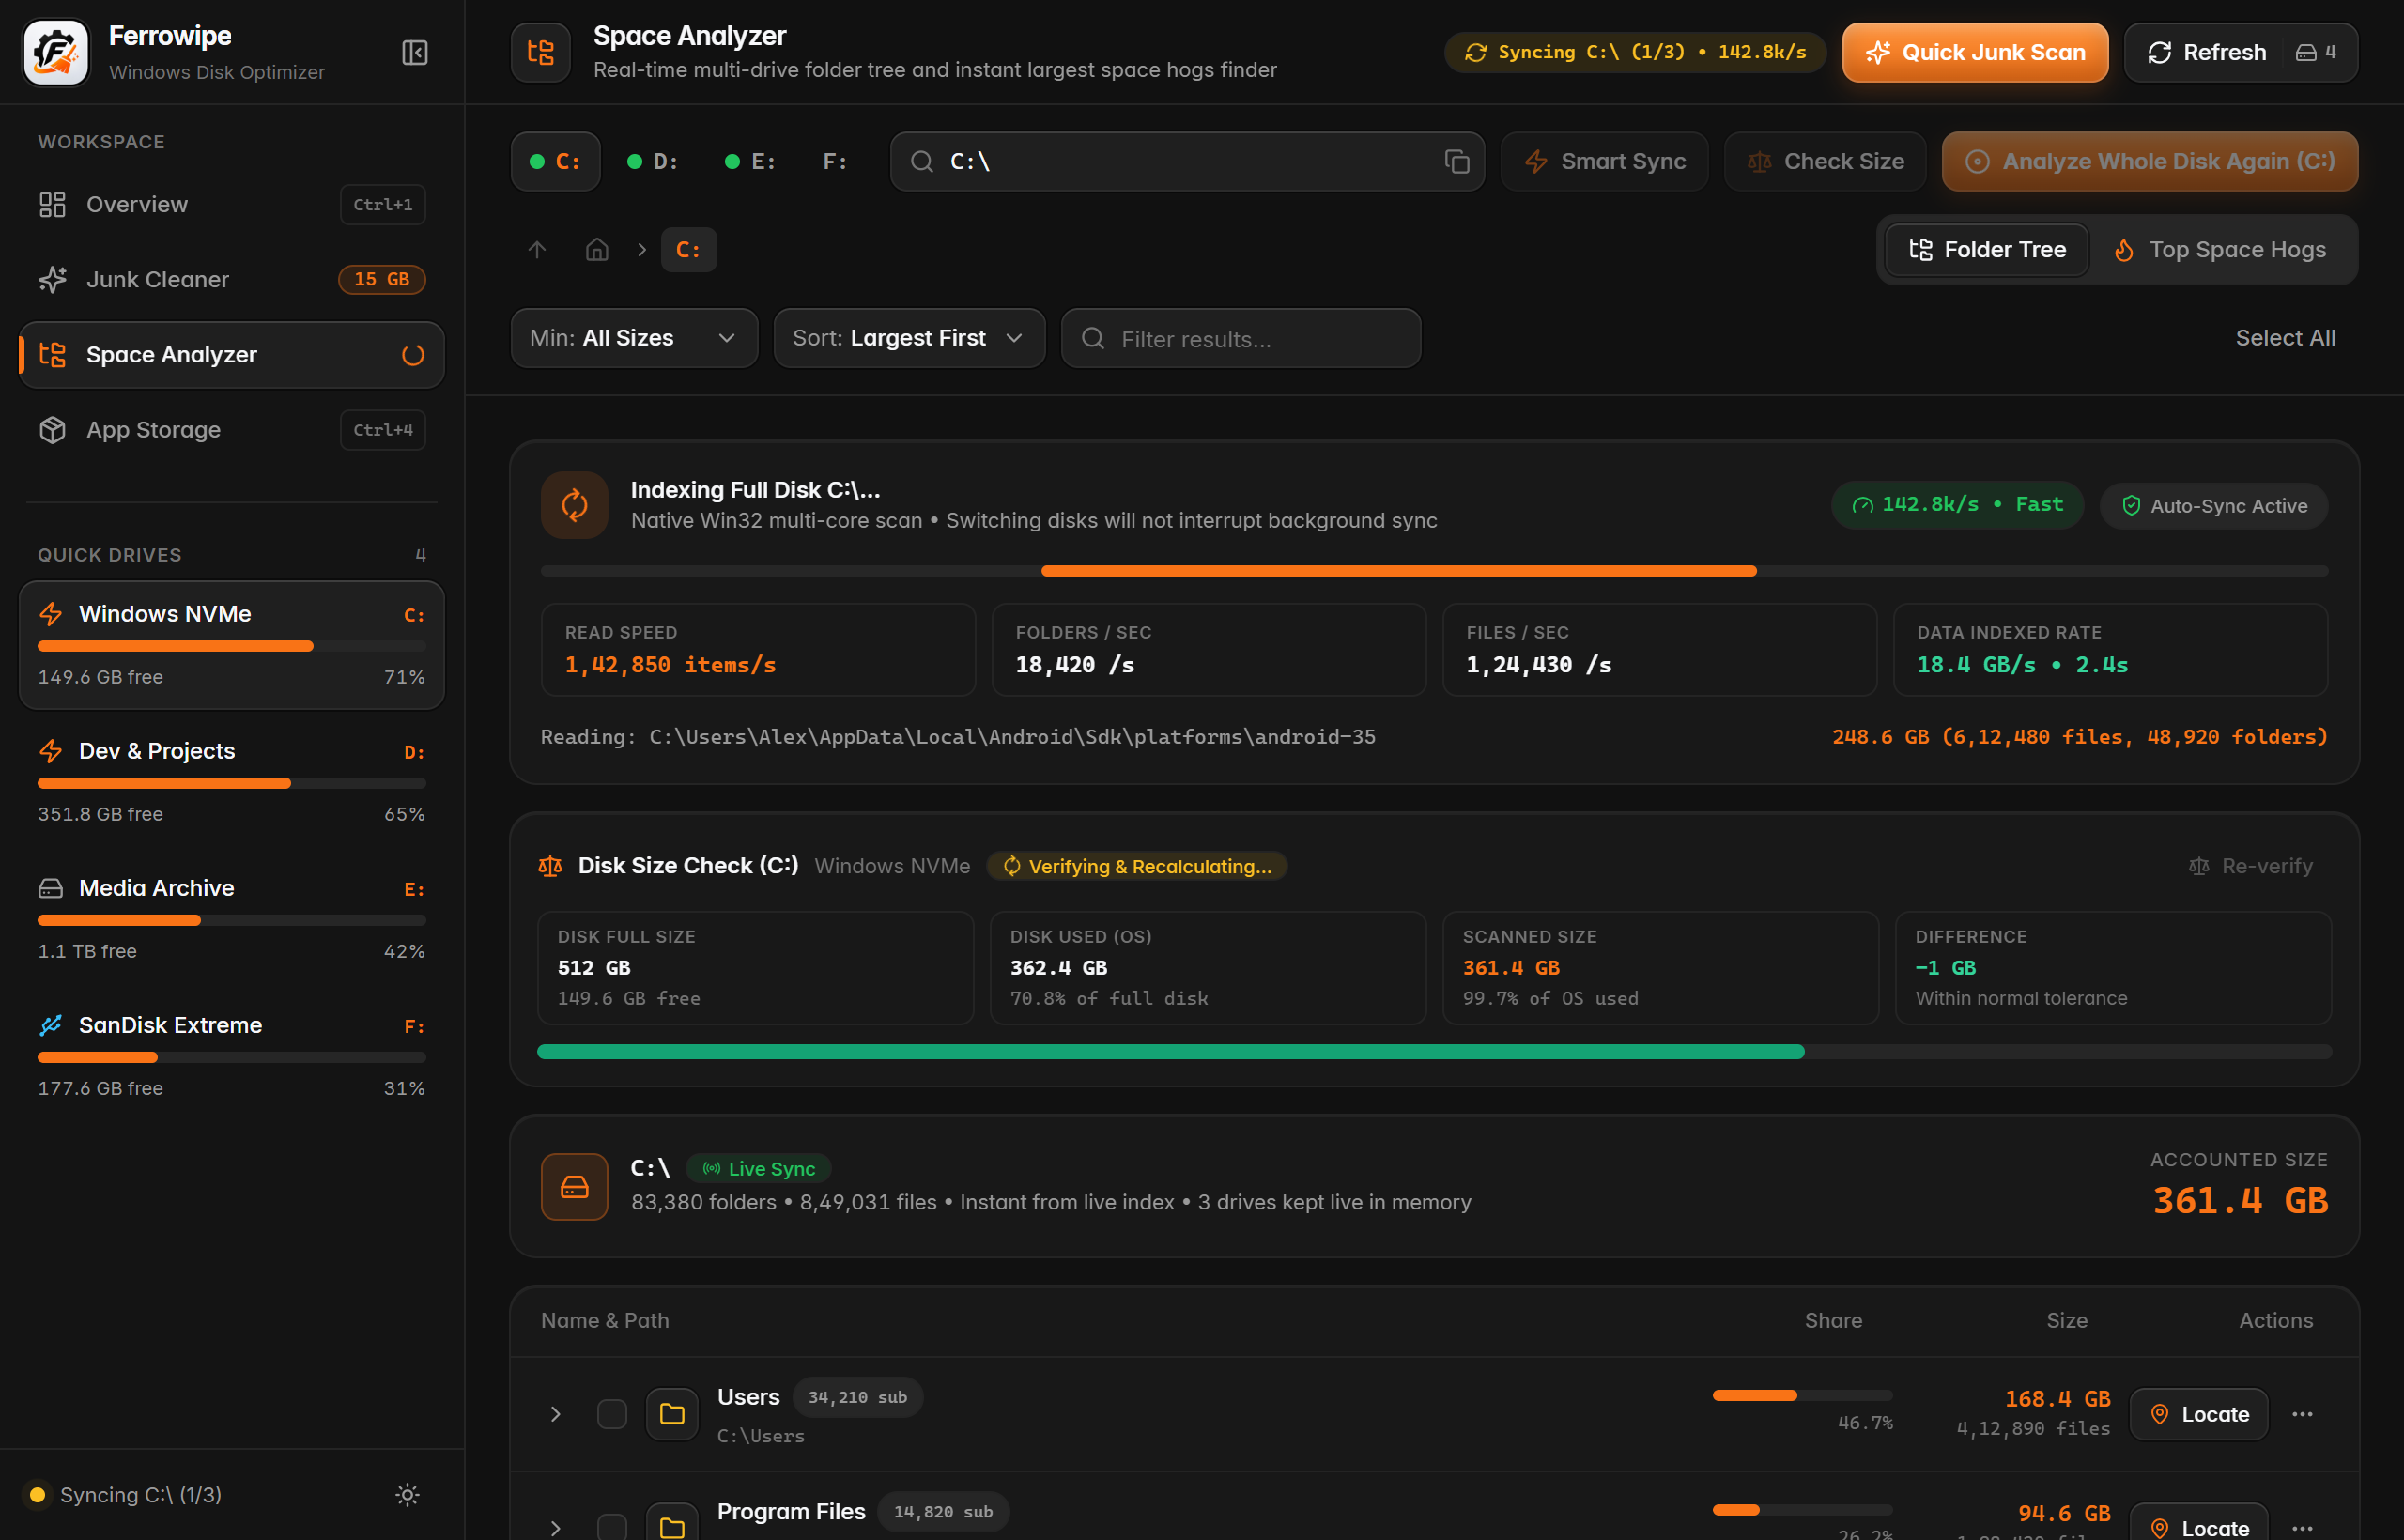 Ferrowipe
Windows Disk Optimizer
WORKSPACE
Overview Ctrl+1
Junk Cleaner 15 GB
Space Analyzer
App Storage Ctrl+4
QUICK DRIVES 4
Windows NVMe C:
149.6 GB free 71%
Dev & Projects D:
351.8 GB free 65%
Media Archive E:
1.1 TB free 42%
SanDisk Extreme F:
177.6 GB free 31%
Syncing C:\ (1/3)
Space Analyzer
Real-time multi-drive folder tree and instant largest space hogs finder
Syncing C:\ (1/3) • 142.8k/s
Quick Junk Scan
Refresh 4
C: D: E: F:
C:\
Smart Sync
Check Size
Analyze Whole Disk Again (C:)
C:
Folder Tree
Top Space Hogs
Min: All Sizes
Sort: Largest First
Filter results...
Select All
Indexing Full Disk C:\...
Native Win32 multi-core scan • Switching disks will not interrupt background sync
142.8k/s • Fast
Auto-Sync Active
READ SPEED
1,42,850 items/s
FOLDERS / SEC
18,420 /s
FILES / SEC
1,24,430 /s
DATA INDEXED RATE
18.4 GB/s • 2.4s
Reading: C:\Users\Alex\AppData\Local\Android\Sdk\platforms\android-35
248.6 GB (6,12,480 files, 48,920 folders)
Disk Size Check (C:) Windows NVMe Verifying & Recalculating...
Re-verify
DISK FULL SIZE
512 GB
149.6 GB free
DISK USED (OS)
362.4 GB
70.8% of full disk
SCANNED SIZE
361.4 GB
99.7% of OS used
DIFFERENCE
-1 GB
Within normal tolerance
C:\ Live Sync
83,380 folders • 8,49,031 files • Instant from live index • 3 drives kept live in memory
ACCOUNTED SIZE
361.4 GB
Name & Path Share Size Actions
Users 34,210 sub
C:\Users
46.7%
168.4 GB
4,12,890 files
Locate
Program Files 14,820 sub
26.2%
94.6 GB
Locate